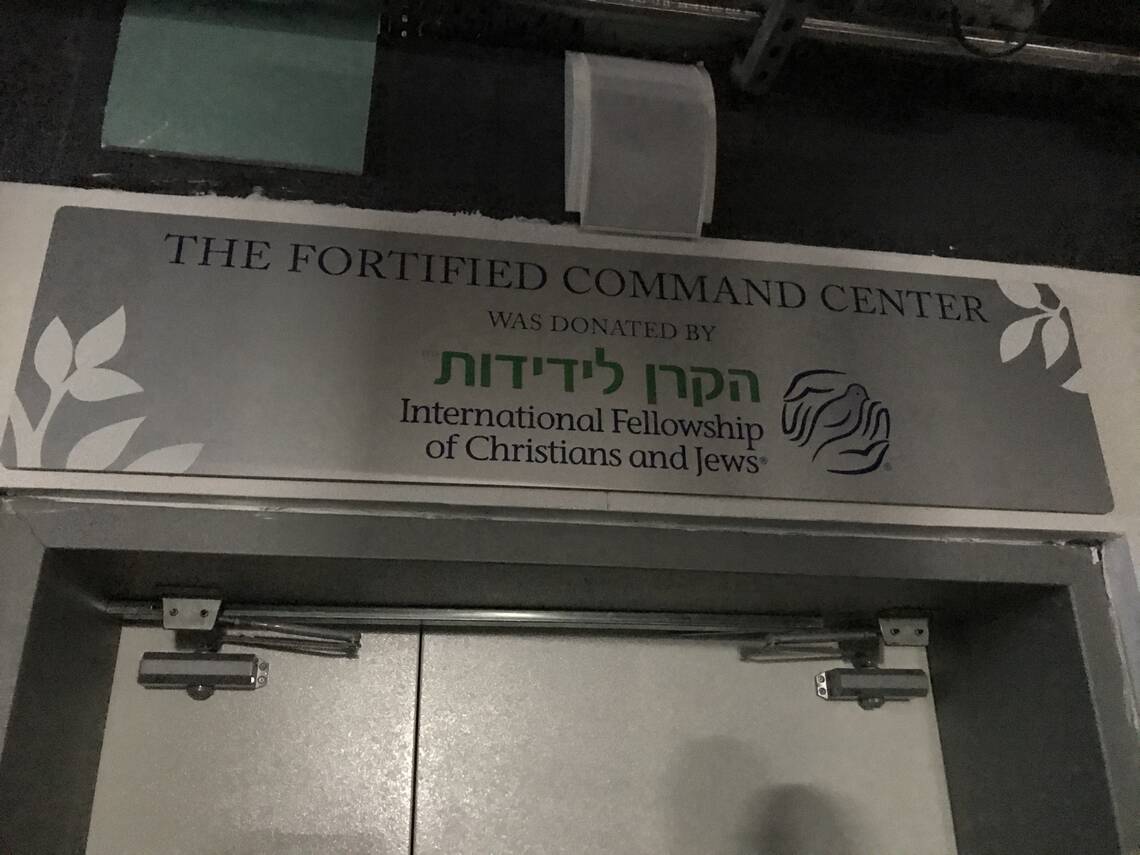 THE FORTIFIED COMMAND CENTER
WAS DONATED BY
הקרן לידידות
International Fellowship
of Christians and Jews®